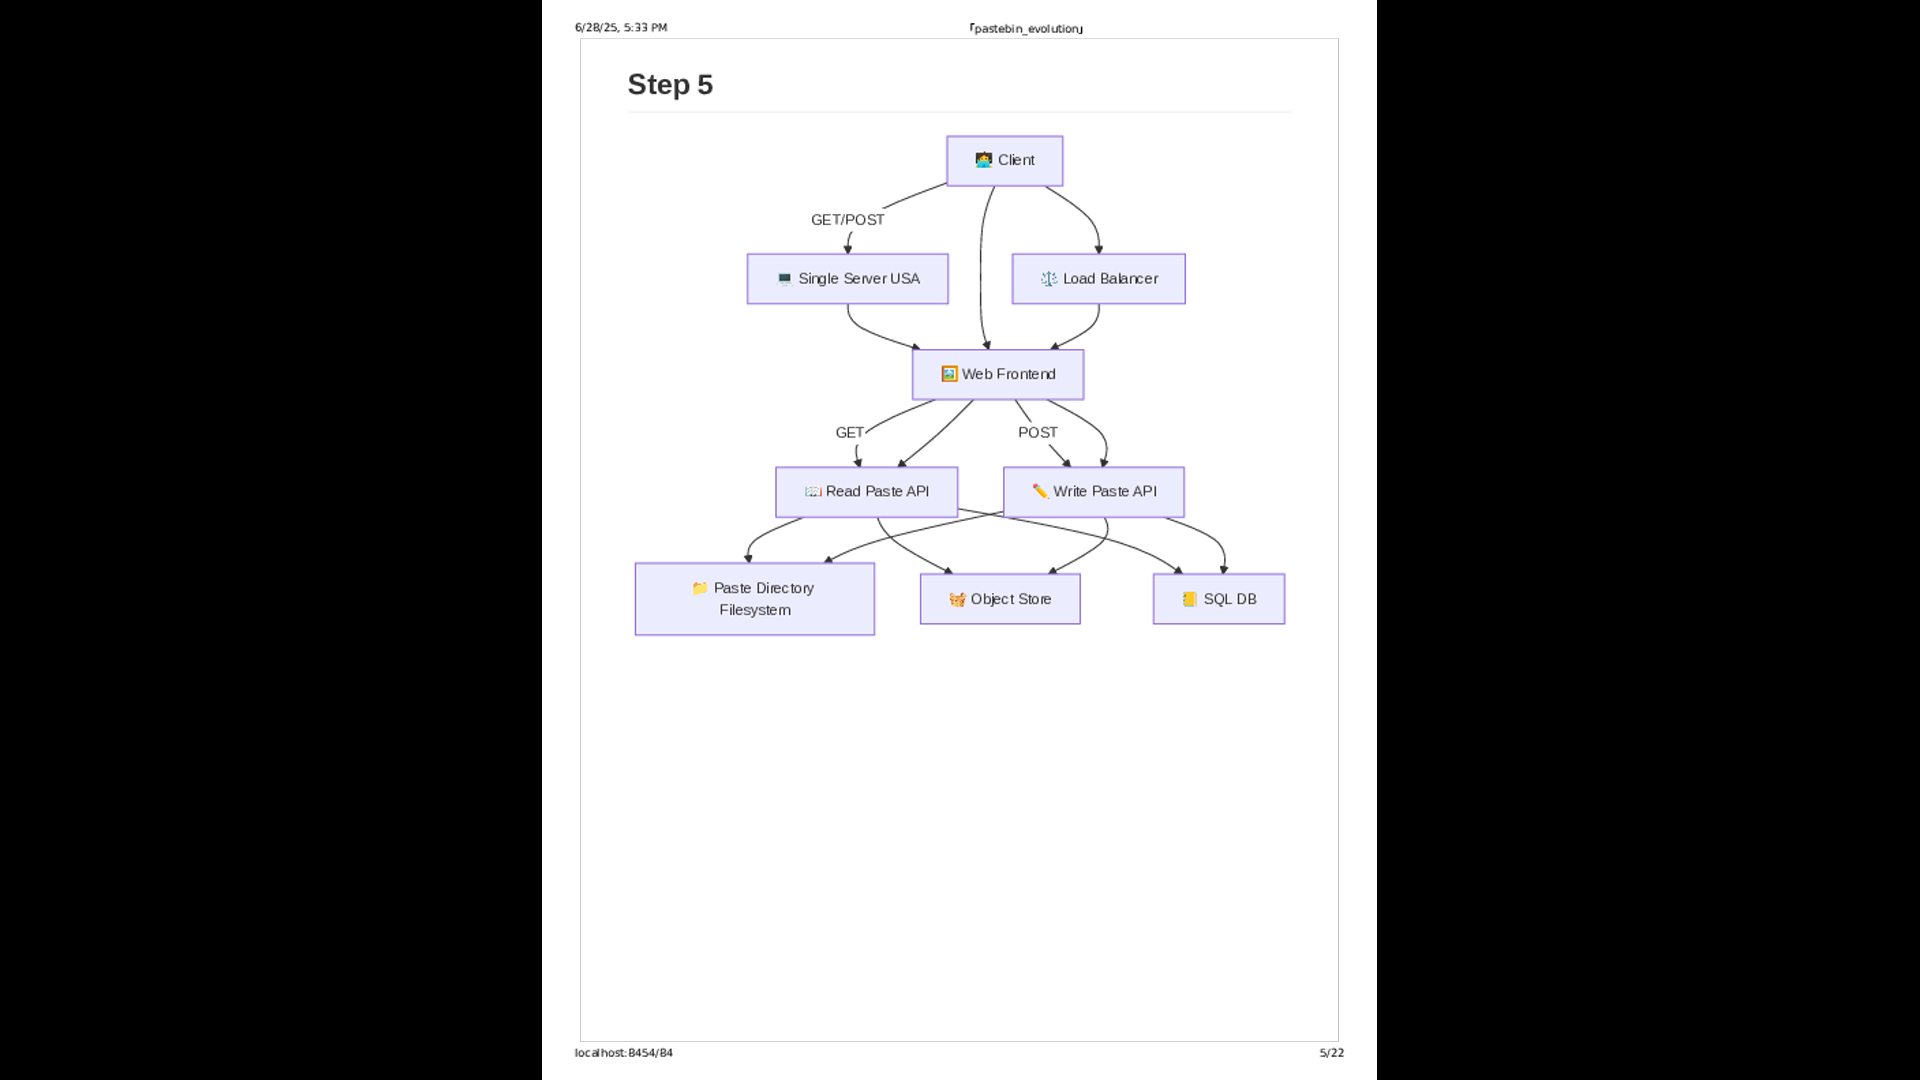 6/28/25, 5:33 PM
「pastebin_evolution」
Step 5
Client
GET/POST
Single Server USA
Load Balancer
Web Frontend
GET
POST
Read Paste API
Write Paste API
Paste Directory
Filesystem
Object Store
SQL DB
localhost:8454/84
5/22